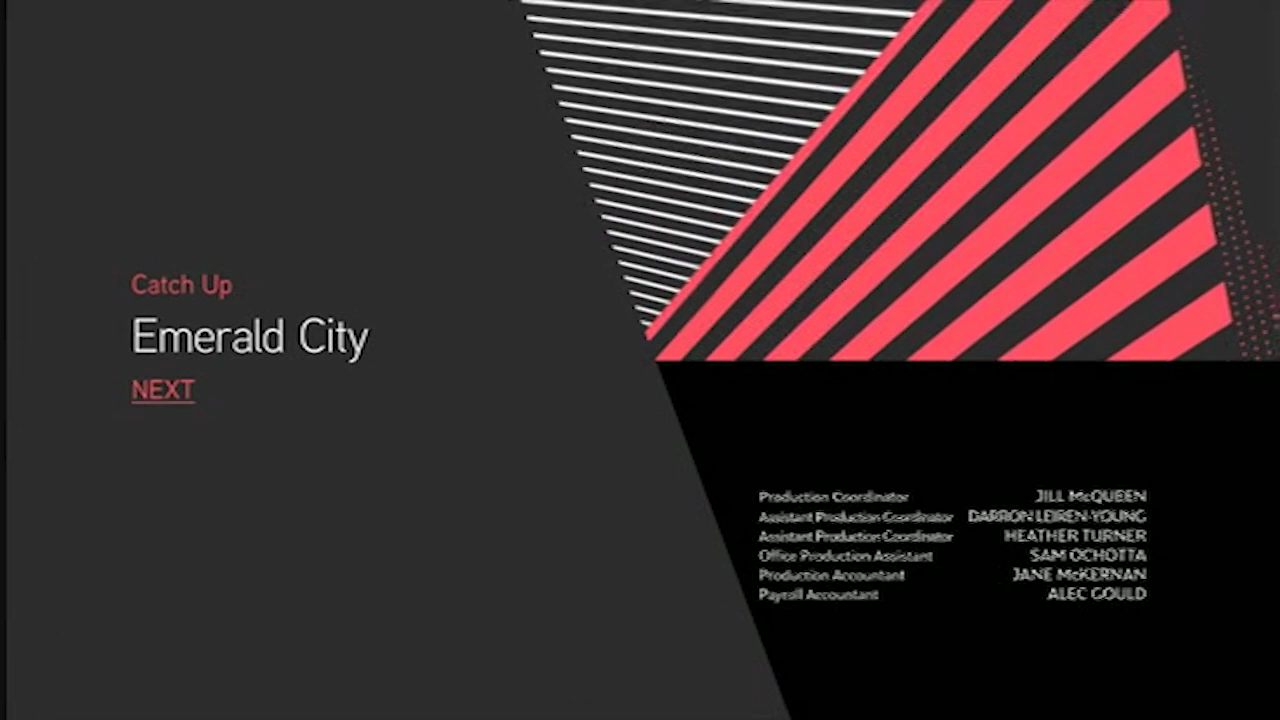 Catch Up
Emerald City
NEXT
Production Coordinator JILL McQUEEN
Assistant Production Coordinator DARRON LEIREN-YOUNG
Assistant Production Coordinator HEATHER TURNER
Office Production Assistant SAM OCHOTTA
Production Accountant JANE McKERNAN
Payroll Accountant ALEC GOULD